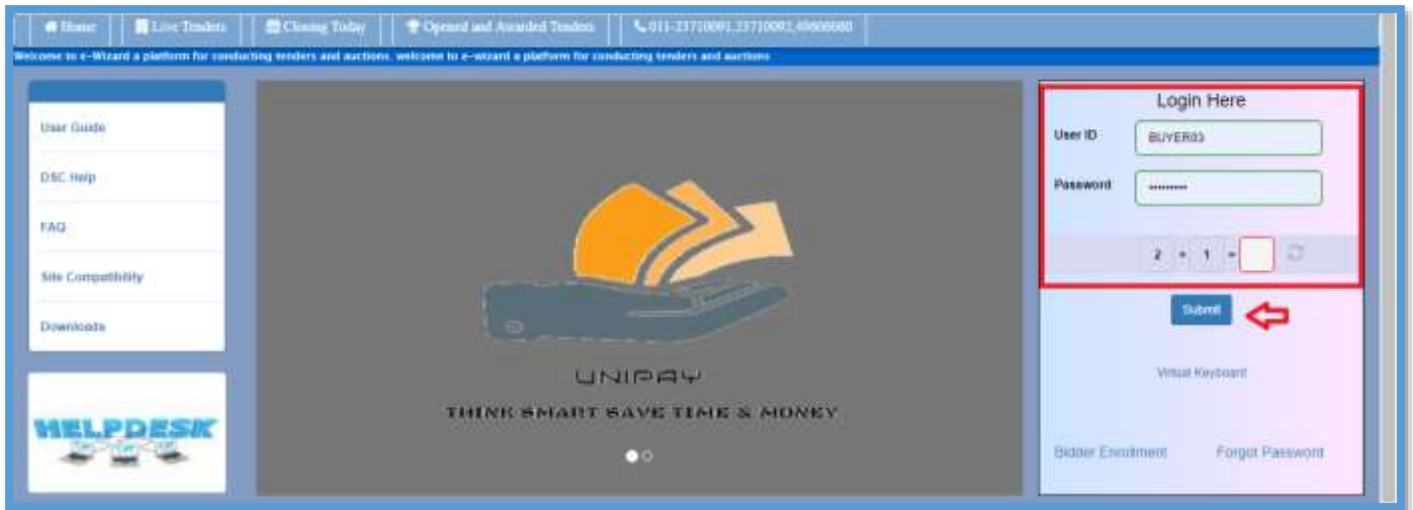 Home Live Tenders Closing Today Opened and Awarded Tenders 011-23710091,23710092,49606060
Welcome to e-Wizard a platform for conducting tenders and auctions. welcome to e-wizard a platform for conducting tenders and auctions
User Guide
DSC Help
FAQ
Site Compatibility
Downloads
HELPDESK
UNIPAY
THINK SMART SAVE TIME & MONEY
Login Here
User ID BUYER03
Password •••••••••
2 + 1 =
Submit
Virtual Keyboard
Bidder Enrollment Forgot Password